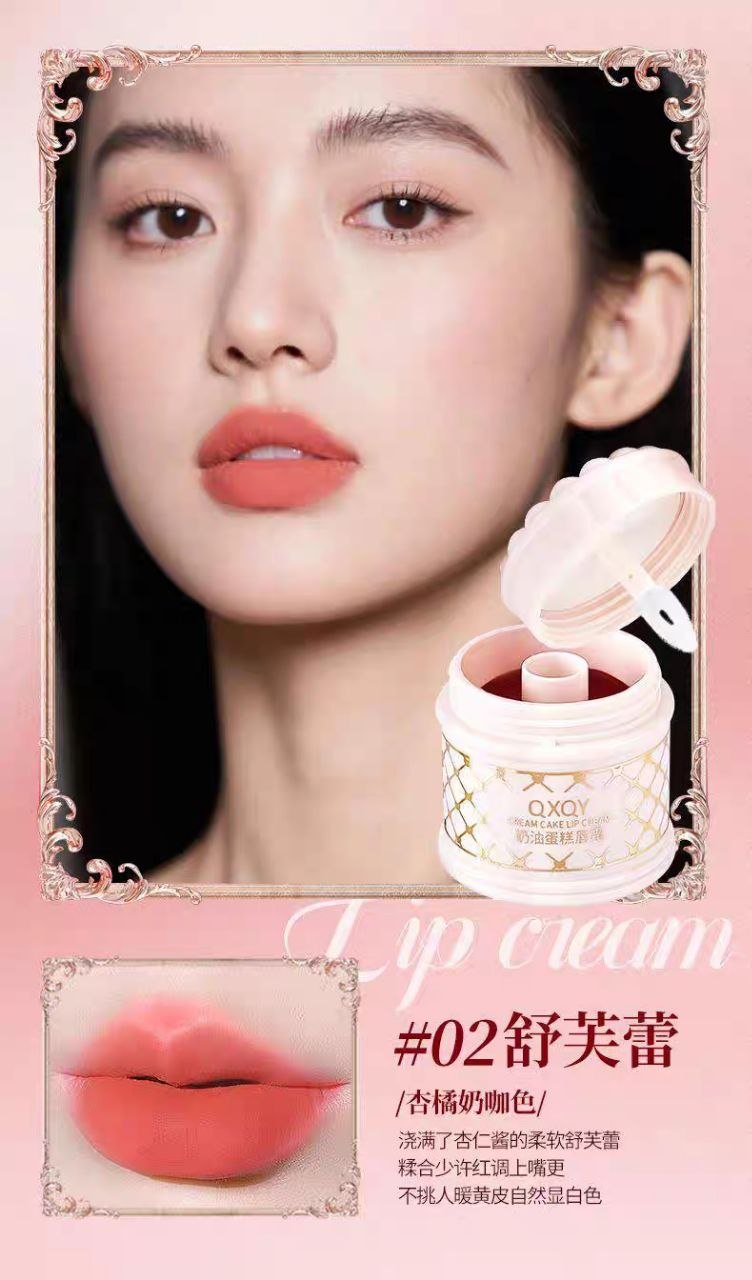 QXQY
CREAM CAKE LIP CREAM
奶油蛋糕唇霜
Lip cream
#02舒芙蕾
/杏橘奶咖色/
浇满了杏仁酱的柔软舒芙蕾
糅合少许红调上嘴更
不挑人暖黄皮自然显白色